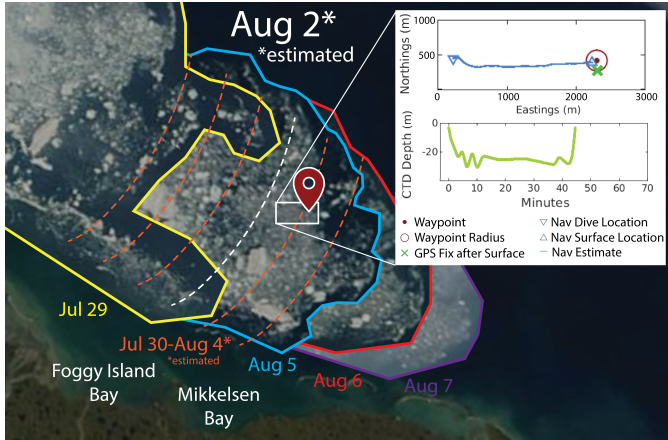 Aug 2*
*estimated
Jul 29
Jul 30-Aug 4*
*estimated
Aug 5
Aug 6
Aug 7
Foggy Island
Bay
Mikkelsen
Bay
Northings (m)
1000
500
0
0
1000
2000
3000
Eastings (m)
CTD Depth (m)
0
-20
0
10
20
30
40
50
60
70
Minutes
Waypoint
Waypoint Radius
GPS Fix after Surface
Nav Dive Location
Nav Surface Location
Nav Estimate